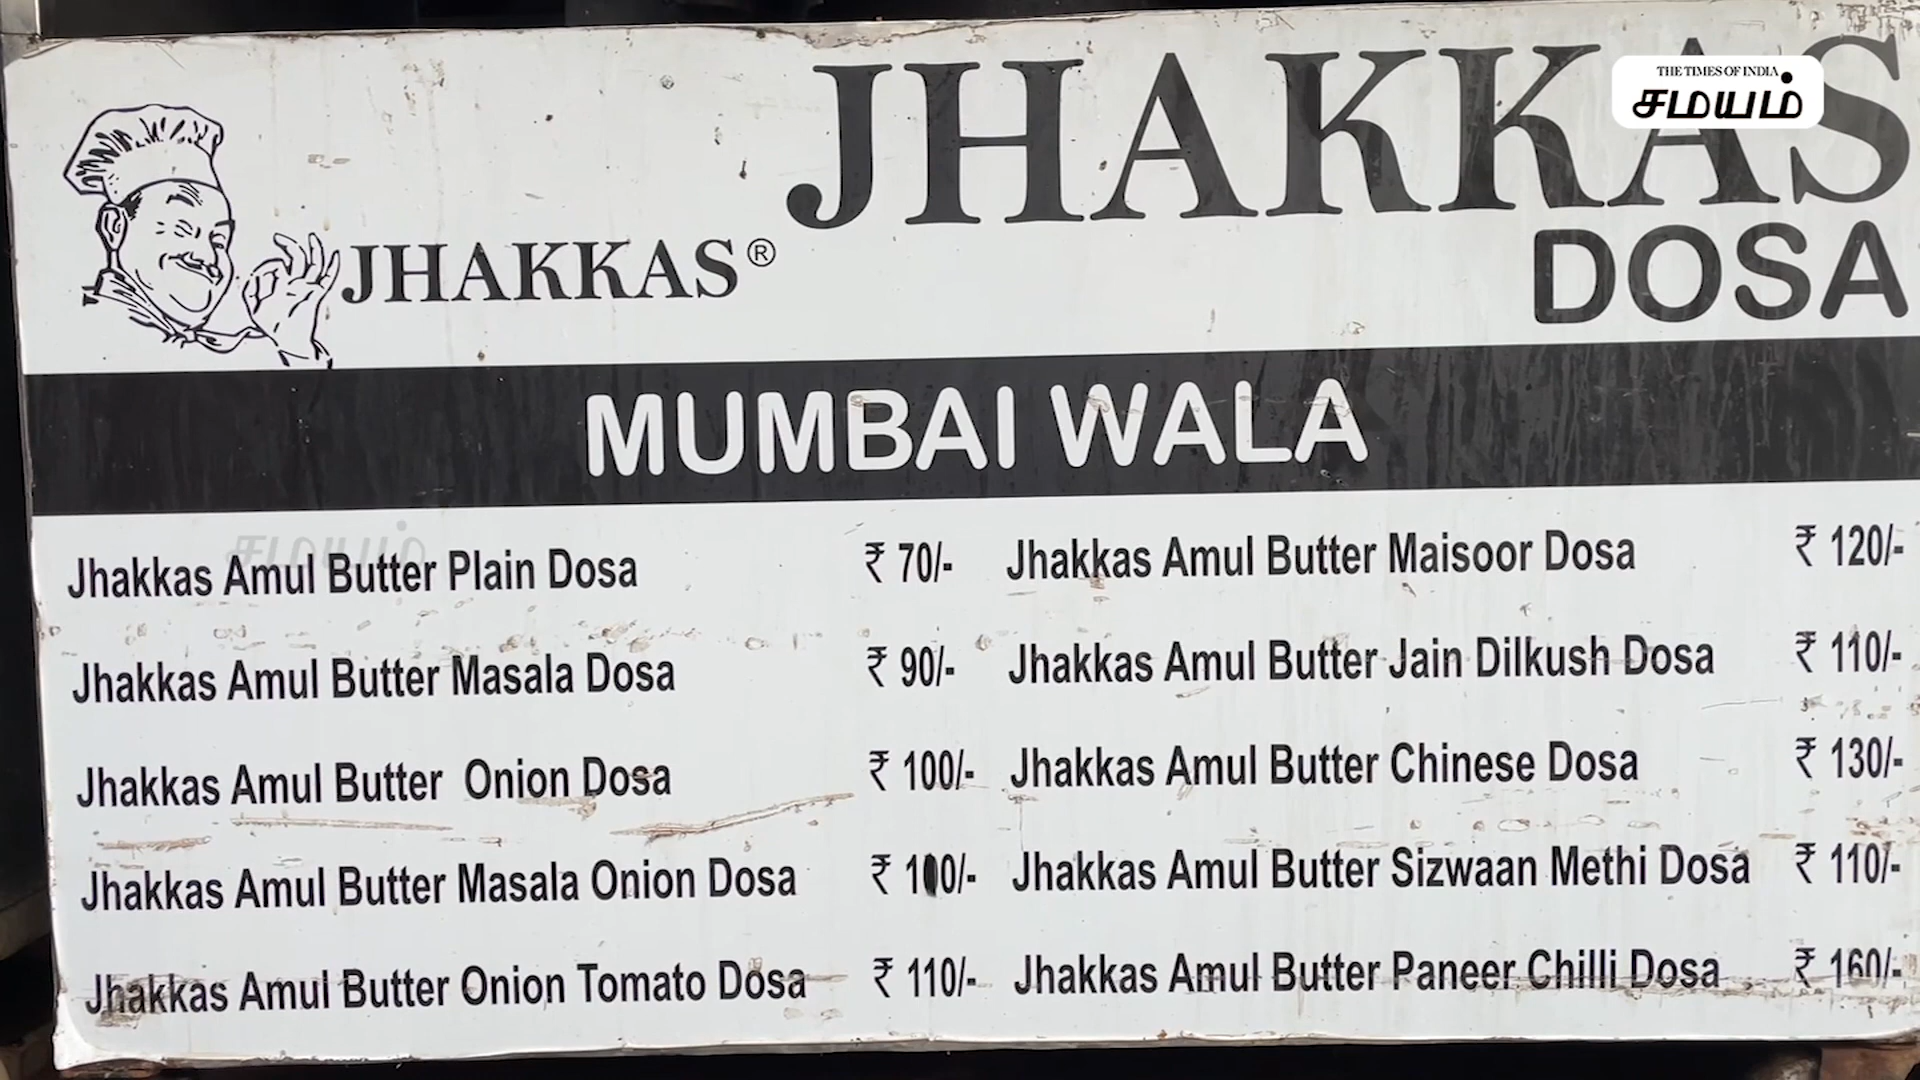 THE TIMES OF INDIA
சமயம்
JHAKKAS
DOSA
JHAKKAS®
MUMBAI WALA
சமயம்
Jhakkas Amul Butter Plain Dosa ₹ 70/- Jhakkas Amul Butter Maisoor Dosa ₹ 120/-
Jhakkas Amul Butter Masala Dosa ₹ 90/- Jhakkas Amul Butter Jain Dilkush Dosa ₹ 110/-
Jhakkas Amul Butter Onion Dosa ₹ 100/- Jhakkas Amul Butter Chinese Dosa ₹ 130/-
Jhakkas Amul Butter Masala Onion Dosa ₹ 100/- Jhakkas Amul Butter Sizwaan Methi Dosa ₹ 110/-
Jhakkas Amul Butter Onion Tomato Dosa ₹ 110/- Jhakkas Amul Butter Paneer Chilli Dosa ₹ 160/-